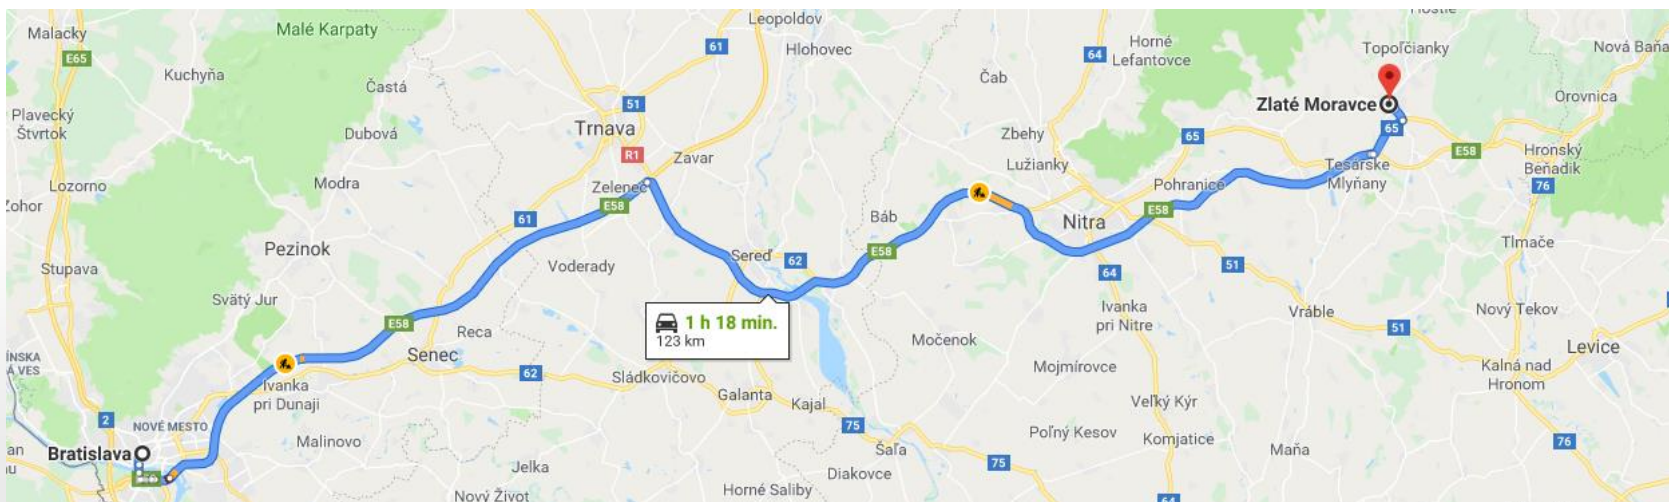 Leopoldov
Hostie
Malacky
Malé Karpaty
61
61
Hlohovec
Horné
Lefantovce
64
Topoľčianky
Nová Baňa
E65
Kuchyňa
Častá
Čab
Orovnica
Plavecký
Štvrtok
51
Zlaté Moravce
Dubová
Trnava
Zbehy
65
65
R1
Zavar
Lužianky
E58
Hronský
Beňadik
Tesárske
Mlyňany
Lozorno
Modra
Zeleneč
Pohranice
76
Zohor
E58
61
Báb
Nitra
E58
Pezinok
Sereď
62
E58
Tlmače
Stupava
Voderady
51
64
Svätý Jur
Ivanka
pri Nitre
Vráble
Nový Tekov
E58
Reca
1 h 18 min.
123 km
51
Močenok
Levice
Senec
Mojmírovce
Kalná nad
Hronom
62
Sládkovičovo
Ivanka
pri Dunaji
Galanta
Kajal
Veľký Kýr
2
NOVÉ MESTO
75
Poľný Kesov
Komjatice
76
Malinovo
Maňa
Bratislava
Šaľa
75
Jelka
Diakovce
Nový Život
Horné Saliby
64